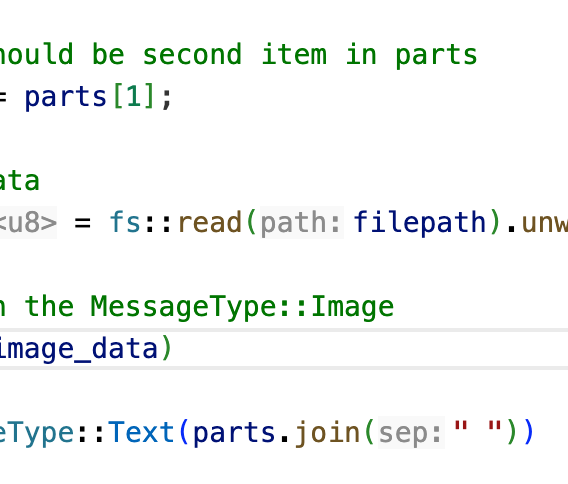 ould be second item in parts
= parts[1];
ata
<u8> = fs::read(path: filepath).unw
the MessageType::Image
image_data)
eType::Text(parts.join(sep: " "))